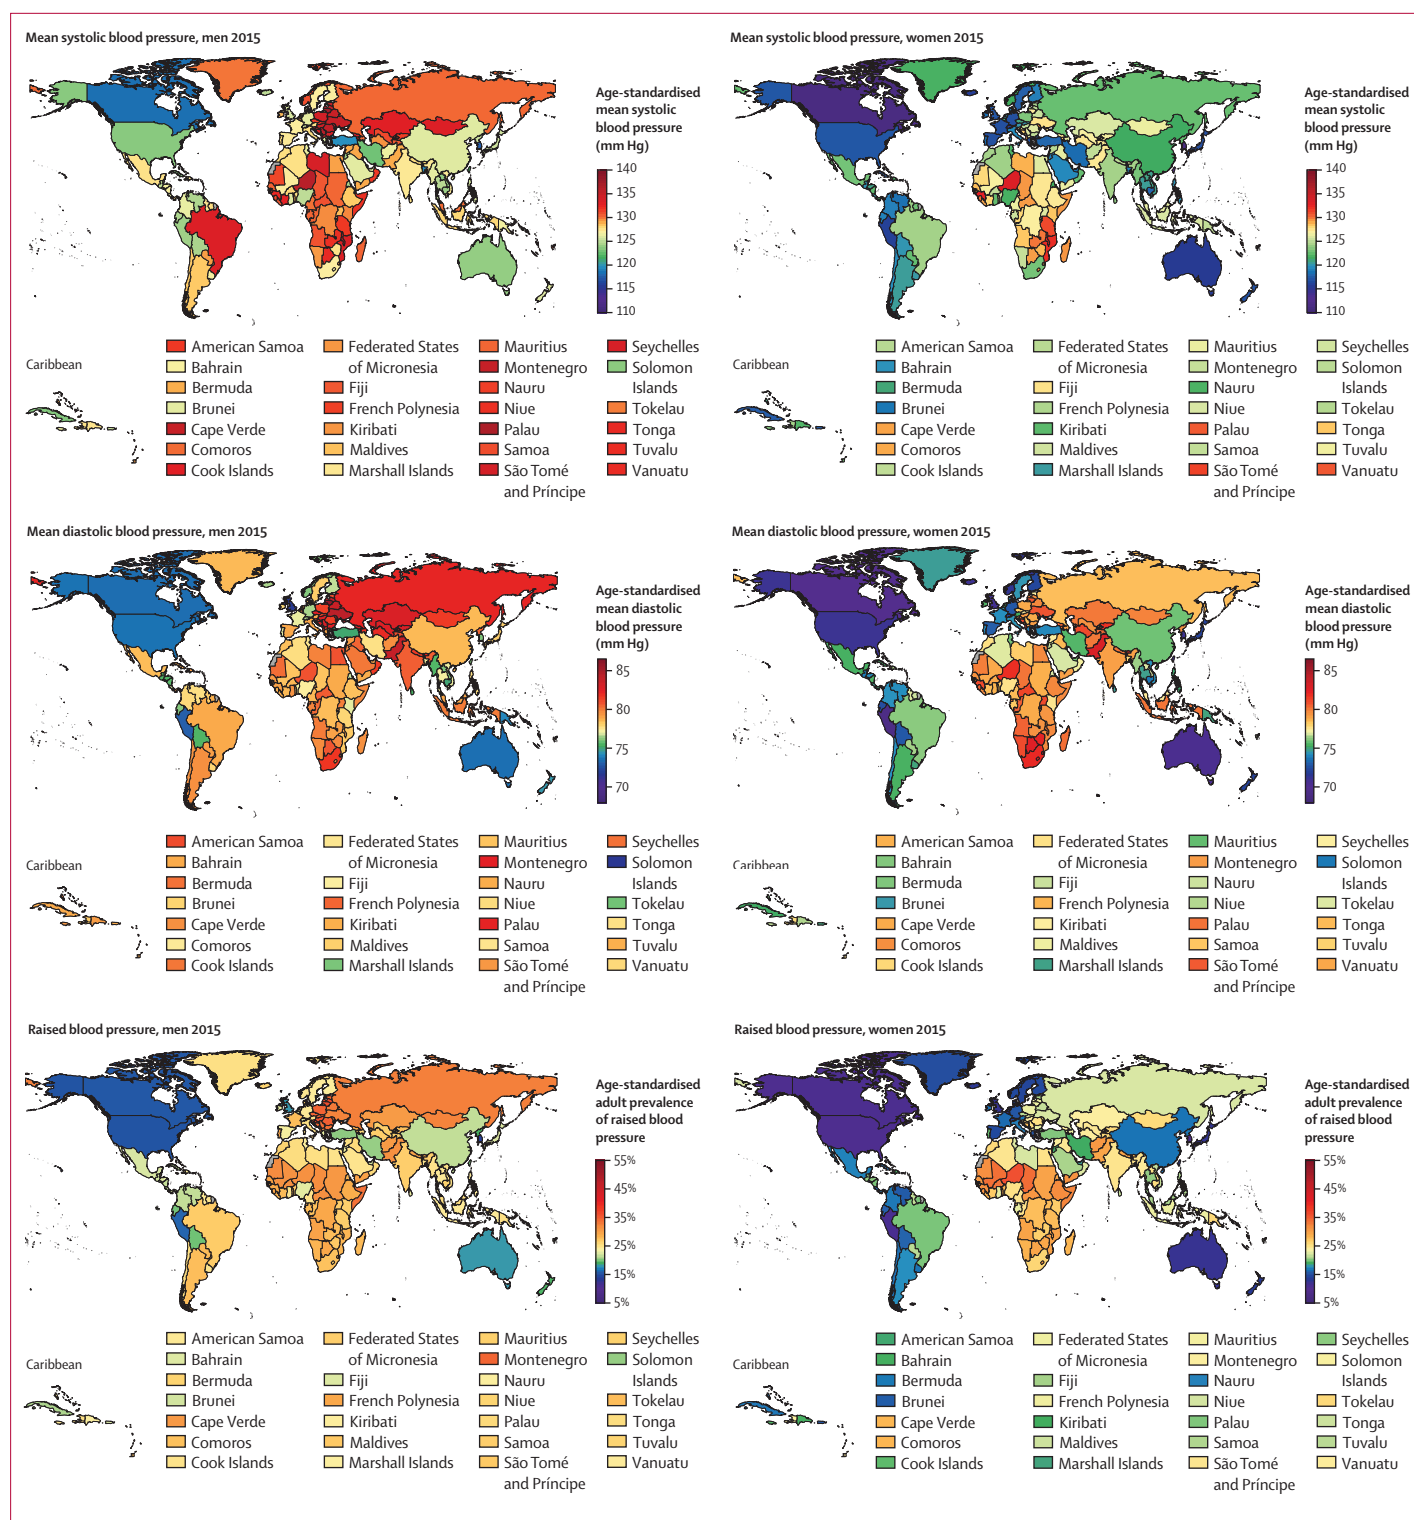 Mean systolic blood pressure, men 2015
Age-standardised
mean systolic
blood pressure
(mm Hg)
140
135
130
125
120
115
110
Caribbean
American Samoa
Bahrain
Bermuda
Brunei
Cape Verde
Comoros
Cook Islands
Federated States
of Micronesia
Fiji
French Polynesia
Kiribati
Maldives
Marshall Islands
Mauritius
Montenegro
Nauru
Niue
Palau
Samoa
São Tomé
and Príncipe
Seychelles
Solomon
Islands
Tokelau
Tonga
Tuvalu
Vanuatu
Mean systolic blood pressure, women 2015
Age-standardised
mean systolic
blood pressure
(mm Hg)
140
135
130
125
120
115
110
Caribbean
American Samoa
Bahrain
Bermuda
Brunei
Cape Verde
Comoros
Cook Islands
Federated States
of Micronesia
Fiji
French Polynesia
Kiribati
Maldives
Marshall Islands
Mauritius
Montenegro
Nauru
Niue
Palau
Samoa
São Tomé
and Príncipe
Seychelles
Solomon
Islands
Tokelau
Tonga
Tuvalu
Vanuatu
Mean diastolic blood pressure, men 2015
Age-standardised
mean diastolic
blood pressure
(mm Hg)
85
80
75
70
Caribbean
American Samoa
Bahrain
Bermuda
Brunei
Cape Verde
Comoros
Cook Islands
Federated States
of Micronesia
Fiji
French Polynesia
Kiribati
Maldives
Marshall Islands
Mauritius
Montenegro
Nauru
Niue
Palau
Samoa
São Tomé
and Príncipe
Seychelles
Solomon
Islands
Tokelau
Tonga
Tuvalu
Vanuatu
Mean diastolic blood pressure, women 2015
Age-standardised
mean diastolic
blood pressure
(mm Hg)
85
80
75
70
Caribbean
American Samoa
Bahrain
Bermuda
Brunei
Cape Verde
Comoros
Cook Islands
Federated States
of Micronesia
Fiji
French Polynesia
Kiribati
Maldives
Marshall Islands
Mauritius
Montenegro
Nauru
Niue
Palau
Samoa
São Tomé
and Príncipe
Seychelles
Solomon
Islands
Tokelau
Tonga
Tuvalu
Vanuatu
Raised blood pressure, men 2015
Age-standardised
adult prevalence
of raised blood
pressure
55%
45%
35%
25%
15%
5%
Caribbean
American Samoa
Bahrain
Bermuda
Brunei
Cape Verde
Comoros
Cook Islands
Federated States
of Micronesia
Fiji
French Polynesia
Kiribati
Maldives
Marshall Islands
Mauritius
Montenegro
Nauru
Niue
Palau
Samoa
São Tomé
and Príncipe
Seychelles
Solomon
Islands
Tokelau
Tonga
Tuvalu
Vanuatu
Raised blood pressure, women 2015
Age-standardised
adult prevalence
of raised blood
pressure
55%
45%
35%
25%
15%
5%
Caribbean
American Samoa
Bahrain
Bermuda
Brunei
Cape Verde
Comoros
Cook Islands
Federated States
of Micronesia
Fiji
French Polynesia
Kiribati
Maldives
Marshall Islands
Mauritius
Montenegro
Nauru
Niue
Palau
Samoa
São Tomé
and Príncipe
Seychelles
Solomon
Islands
Tokelau
Tonga
Tuvalu
Vanuatu